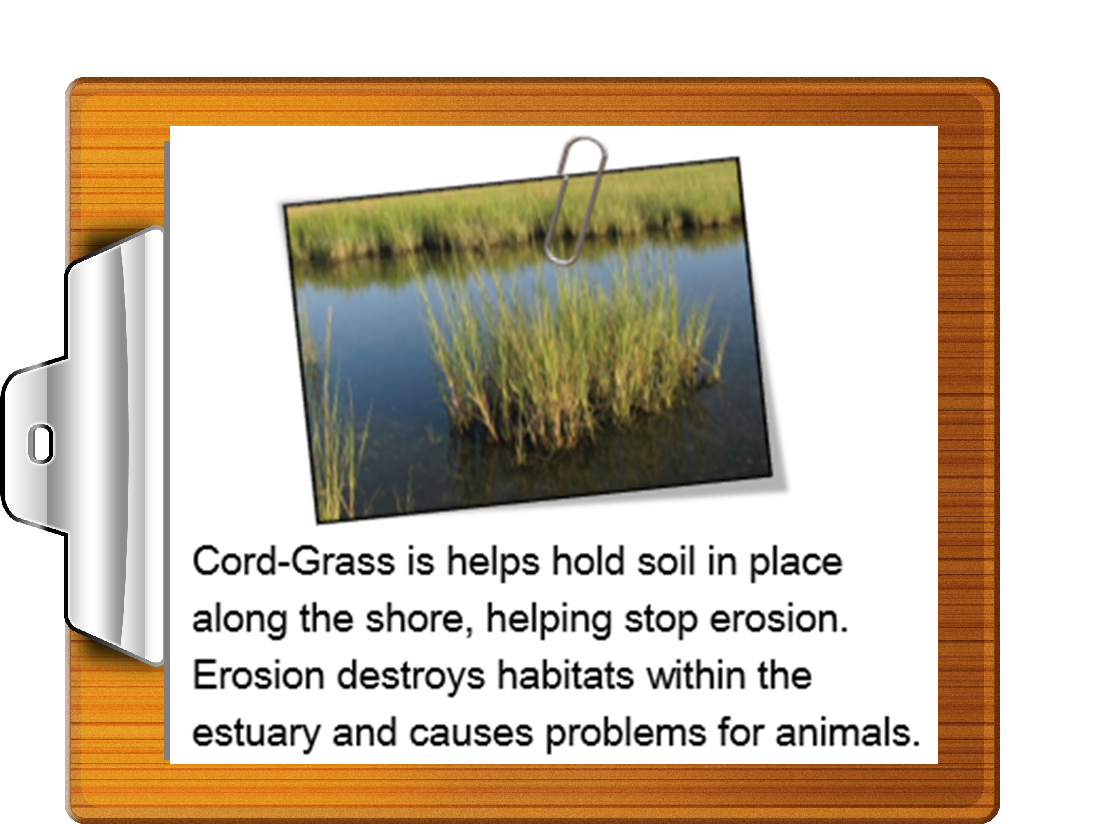 Cord-Grass is helps hold soil in place
along the shore, helping stop erosion.
Erosion destroys habitats within the
estuary and causes problems for animals.